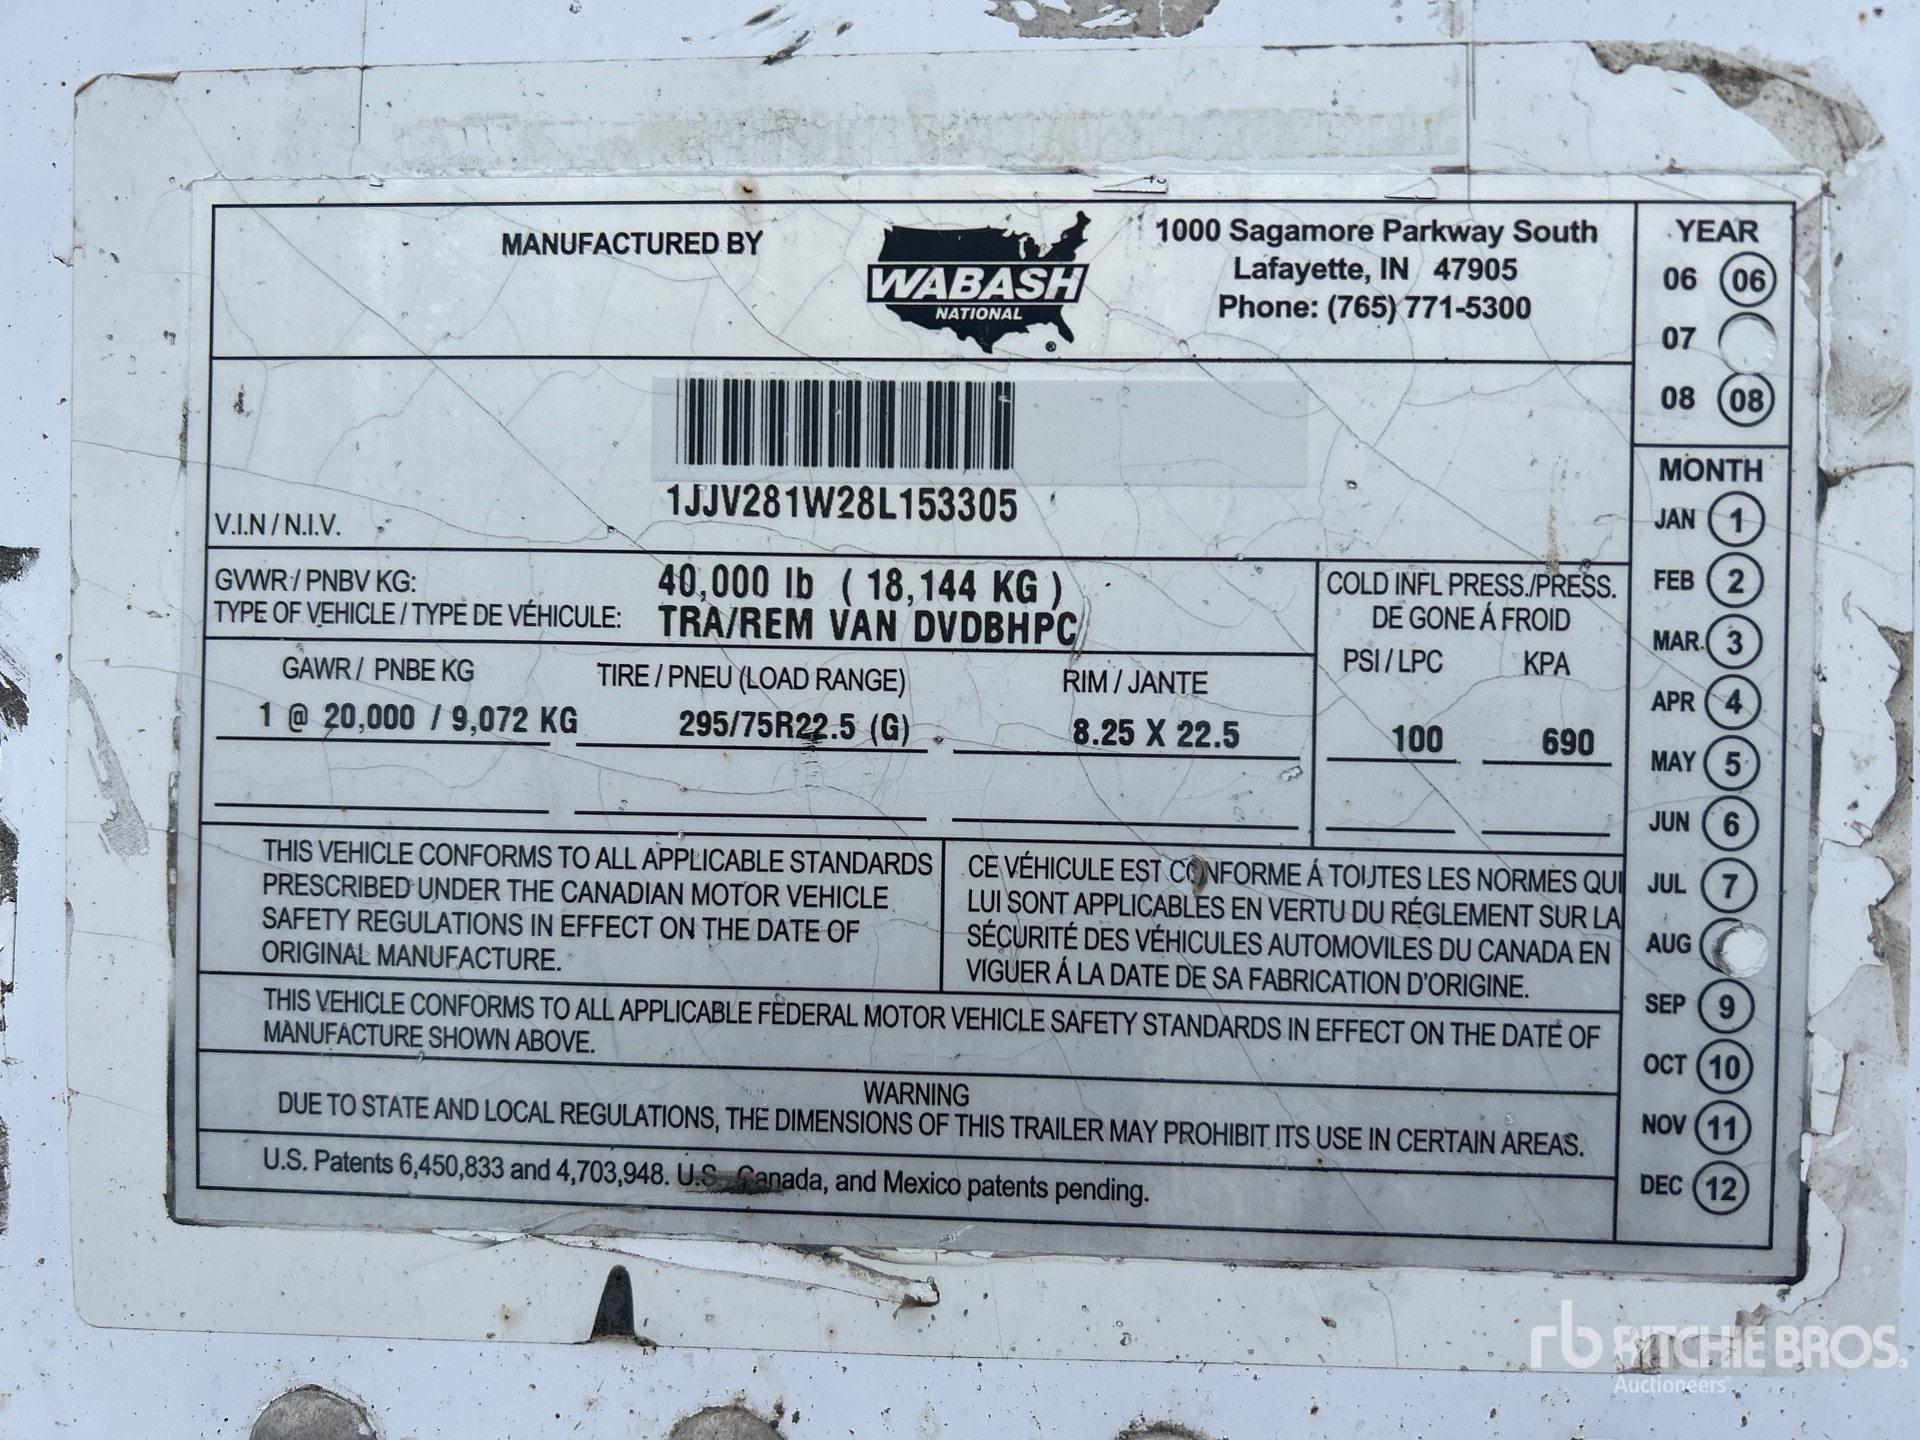 MANUFACTURED BY
WABASH
NATIONAL
®
1000 Sagamore Parkway South
Lafayette, IN 47905
Phone: (765) 771-5300
V.I.N / N.I.V.
1JJV281W28L153305
GVWR / PNBV KG: 40,000 lb ( 18,144 KG )
TYPE OF VEHICLE / TYPE DE VÉHICULE: TRA/REM VAN DVDBHPC
GAWR / PNBE KG
1 @ 20,000 / 9,072 KG
TIRE / PNEU (LOAD RANGE)
295/75R22.5 (G)
RIM / JANTE
8.25 X 22.5
COLD INFL PRESS./PRESS.
DE GONE Á FROID
PSI / LPC KPA
100 690
THIS VEHICLE CONFORMS TO ALL APPLICABLE STANDARDS
PRESCRIBED UNDER THE CANADIAN MOTOR VEHICLE
SAFETY REGULATIONS IN EFFECT ON THE DATE OF
ORIGINAL MANUFACTURE.
CE VÉHICULE EST CONFORME Á TOUTES LES NORMES QUI
LUI SONT APPLICABLES EN VERTU DU RÉGLEMENT SUR LA
SÉCURITÉ DES VÉHICULES AUTOMOVILES DU CANADA EN
VIGUER Á LA DATE DE SA FABRICATION D'ORIGINE.
THIS VEHICLE CONFORMS TO ALL APPLICABLE FEDERAL MOTOR VEHICLE SAFETY STANDARDS IN EFFECT ON THE DATE OF
MANUFACTURE SHOWN ABOVE.
WARNING
DUE TO STATE AND LOCAL REGULATIONS, THE DIMENSIONS OF THIS TRAILER MAY PROHIBIT ITS USE IN CERTAIN AREAS.
U.S. Patents 6,450,833 and 4,703,948. U.S. Canada, and Mexico patents pending.
YEAR
06 06
07
08 08
MONTH
JAN 1
FEB 2
MAR. 3
APR 4
MAY 5
JUN 6
JUL 7
AUG
SEP 9
OCT 10
NOV 11
DEC 12
rb RITCHIE BROS.
Auctioneers